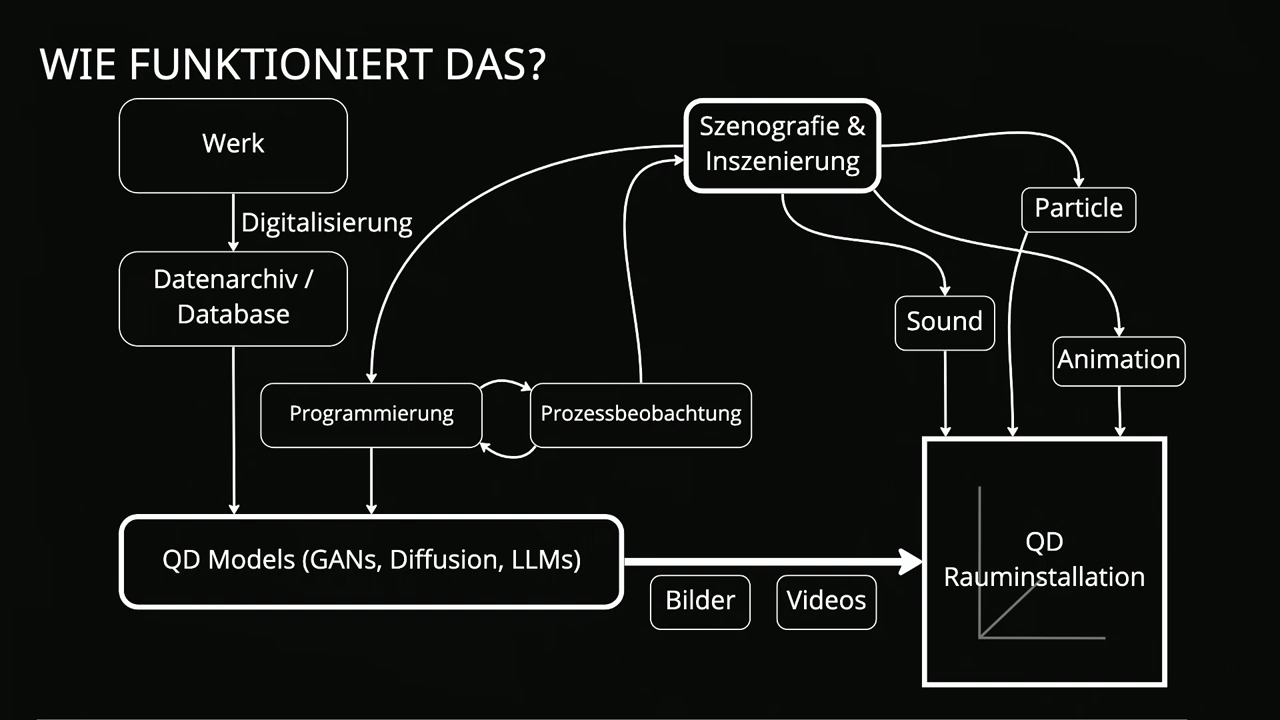 WIE FUNKTIONIERT DAS?
Werk
Digitalisierung
Datenarchiv /
Database
Szenografie &
Inszenierung
Particle
Sound
Animation
Programmierung
Prozessbeobachtung
QD Models (GANs, Diffusion, LLMs)
Bilder
Videos
QD
Rauminstallation